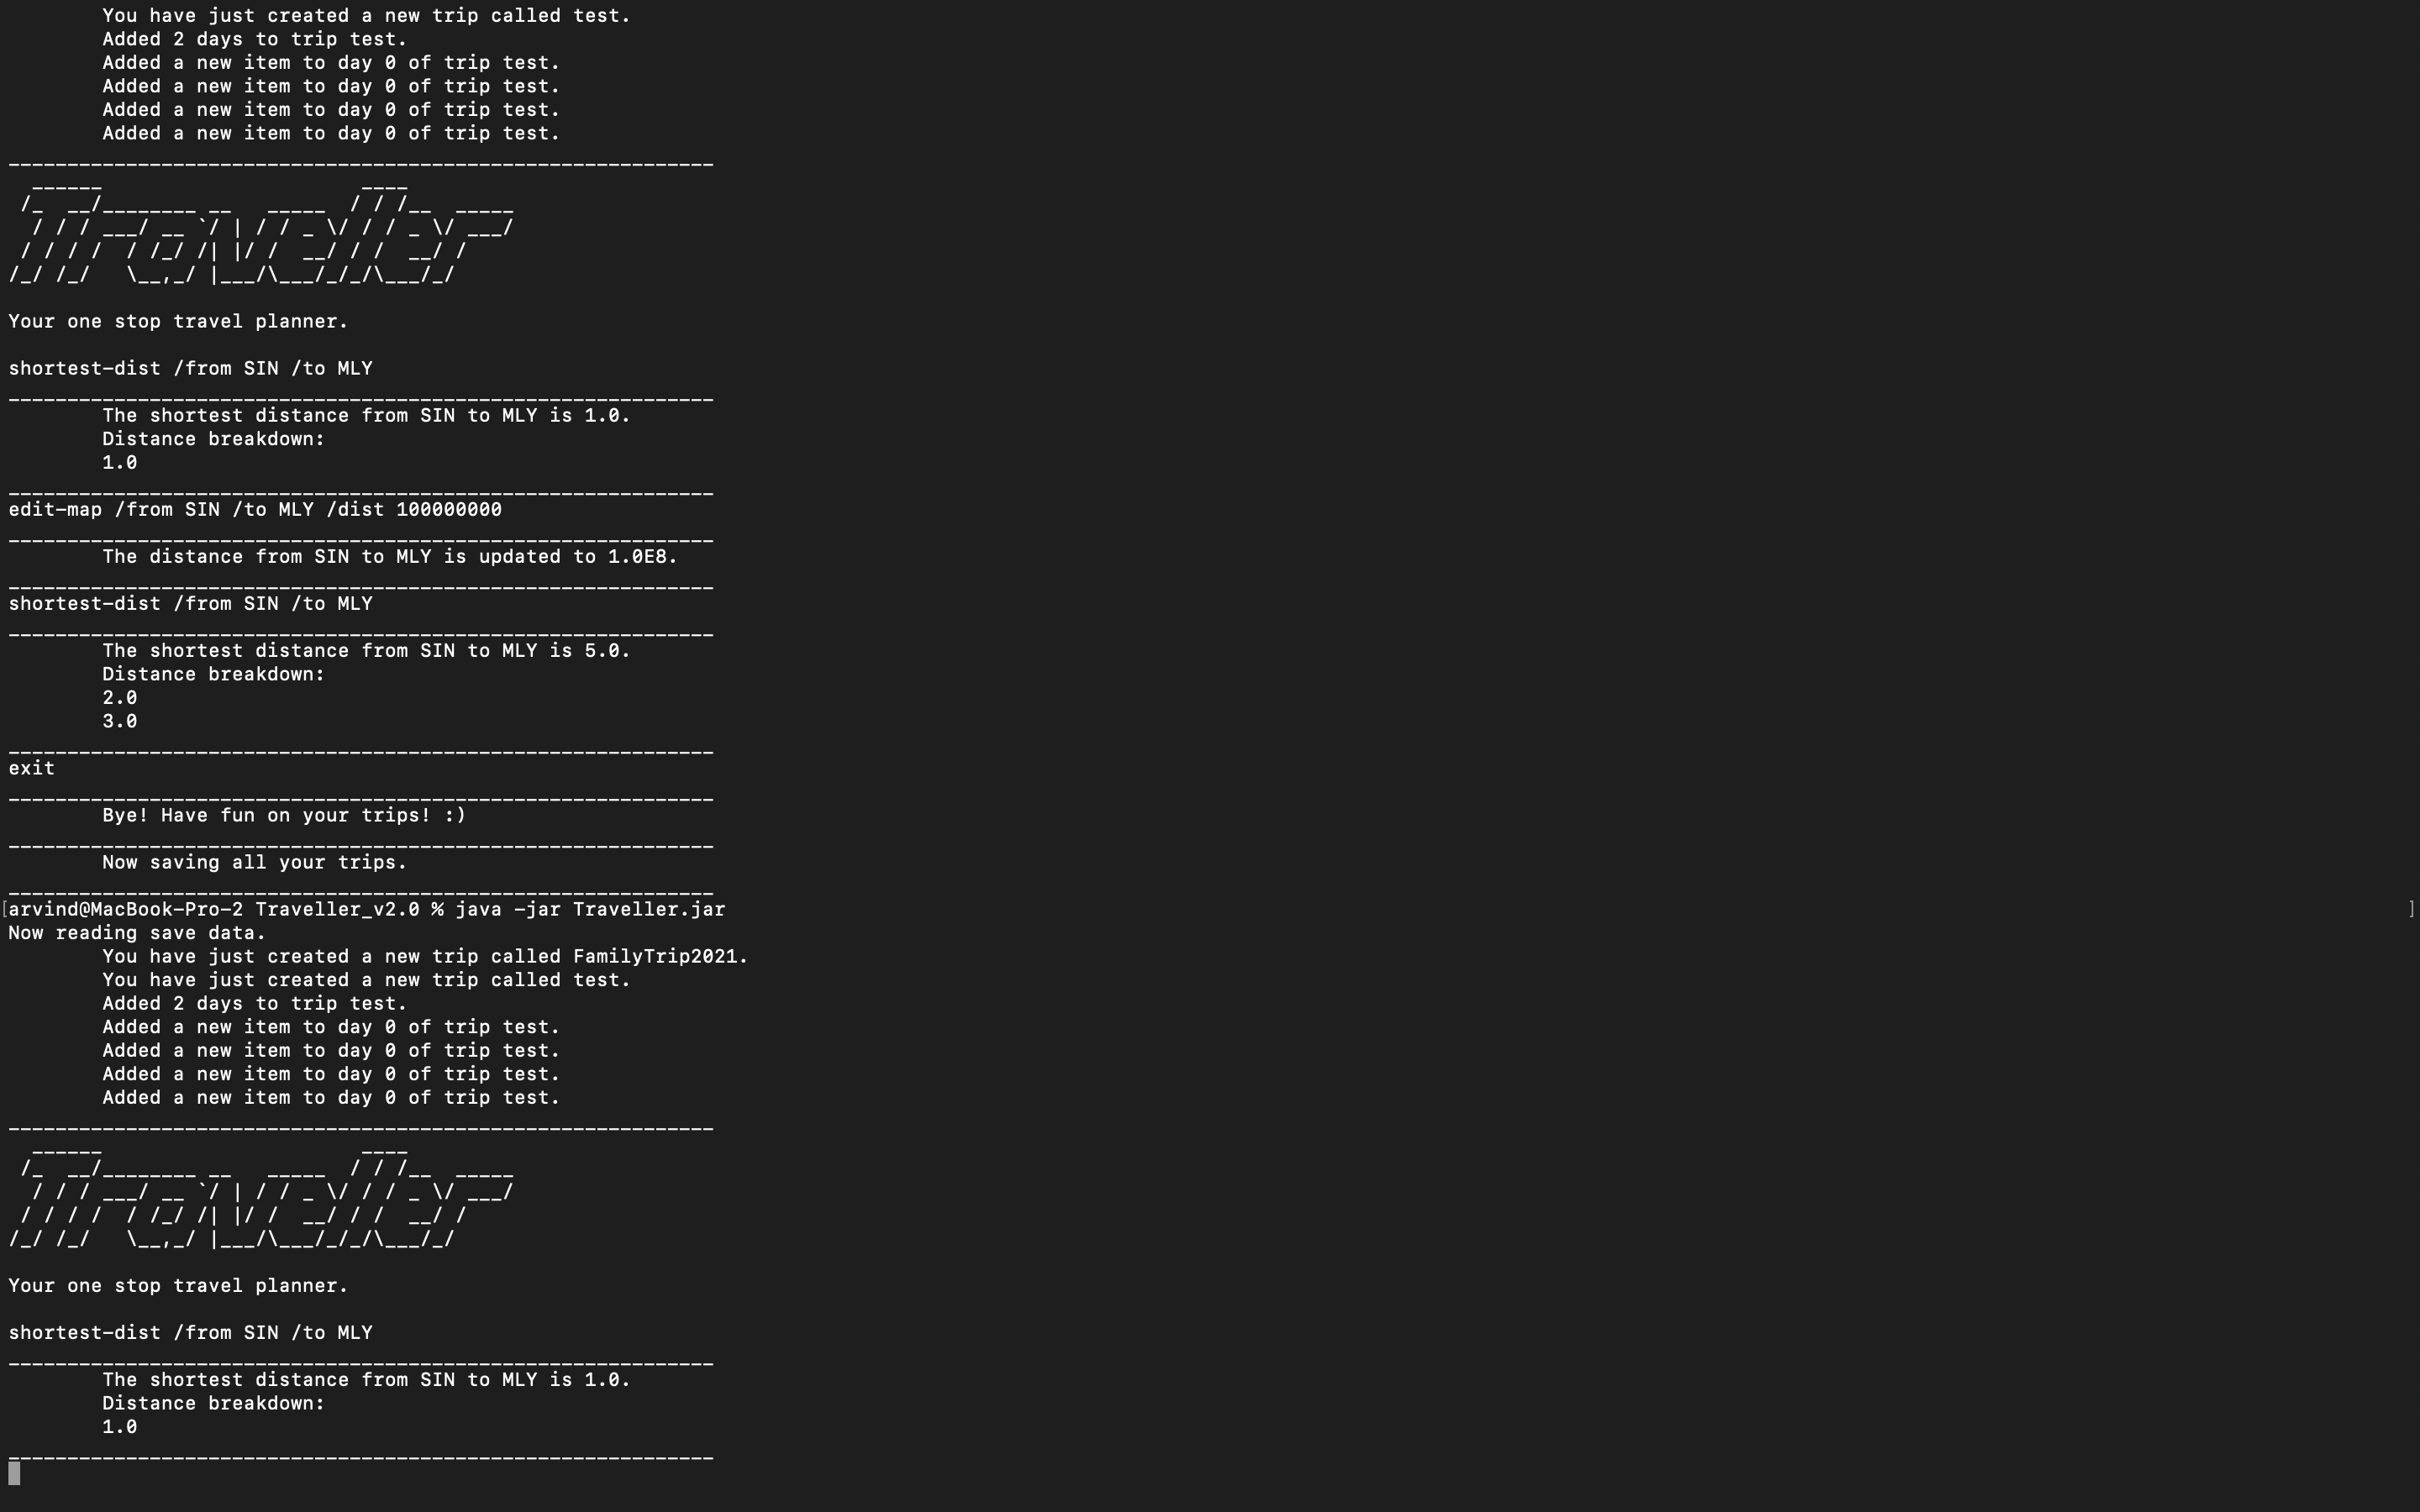 You have just created a new trip called test.
        Added 2 days to trip test.
        Added a new item to day 0 of trip test.
        Added a new item to day 0 of trip test.
        Added a new item to day 0 of trip test.
        Added a new item to day 0 of trip test.
____________________________________________________________
  ______                      ____
 /_  __/________ __   _____  / / /__  _____
  / / / ___/ __ `/ | / / _ \/ / / _ \/ ___/
 / / / /  / /_/ /| |/ /  __/ / /  __/ /
/_/ /_/   \__,_/ |___/\___/_/_/\___/_/

Your one stop travel planner.

shortest-dist /from SIN /to MLY
____________________________________________________________
        The shortest distance from SIN to MLY is 1.0.
        Distance breakdown:
        1.0
____________________________________________________________
edit-map /from SIN /to MLY /dist 100000000
____________________________________________________________
        The distance from SIN to MLY is updated to 1.0E8.
____________________________________________________________
shortest-dist /from SIN /to MLY
____________________________________________________________
        The shortest distance from SIN to MLY is 5.0.
        Distance breakdown:
        2.0
        3.0
____________________________________________________________
exit
____________________________________________________________
        Bye! Have fun on your trips! :)
____________________________________________________________
        Now saving all your trips.
____________________________________________________________
[arvind@MacBook-Pro-2 Traveller_v2.0 % java -jar Traveller.jar ]
Now reading save data.
        You have just created a new trip called FamilyTrip2021.
        You have just created a new trip called test.
        Added 2 days to trip test.
        Added a new item to day 0 of trip test.
        Added a new item to day 0 of trip test.
        Added a new item to day 0 of trip test.
        Added a new item to day 0 of trip test.
____________________________________________________________
  ______                      ____
 /_  __/________ __   _____  / / /__  _____
  / / / ___/ __ `/ | / / _ \/ / / _ \/ ___/
 / / / /  / /_/ /| |/ /  __/ / /  __/ /
/_/ /_/   \__,_/ |___/\___/_/_/\___/_/

Your one stop travel planner.

shortest-dist /from SIN /to MLY
____________________________________________________________
        The shortest distance from SIN to MLY is 1.0.
        Distance breakdown:
        1.0
____________________________________________________________